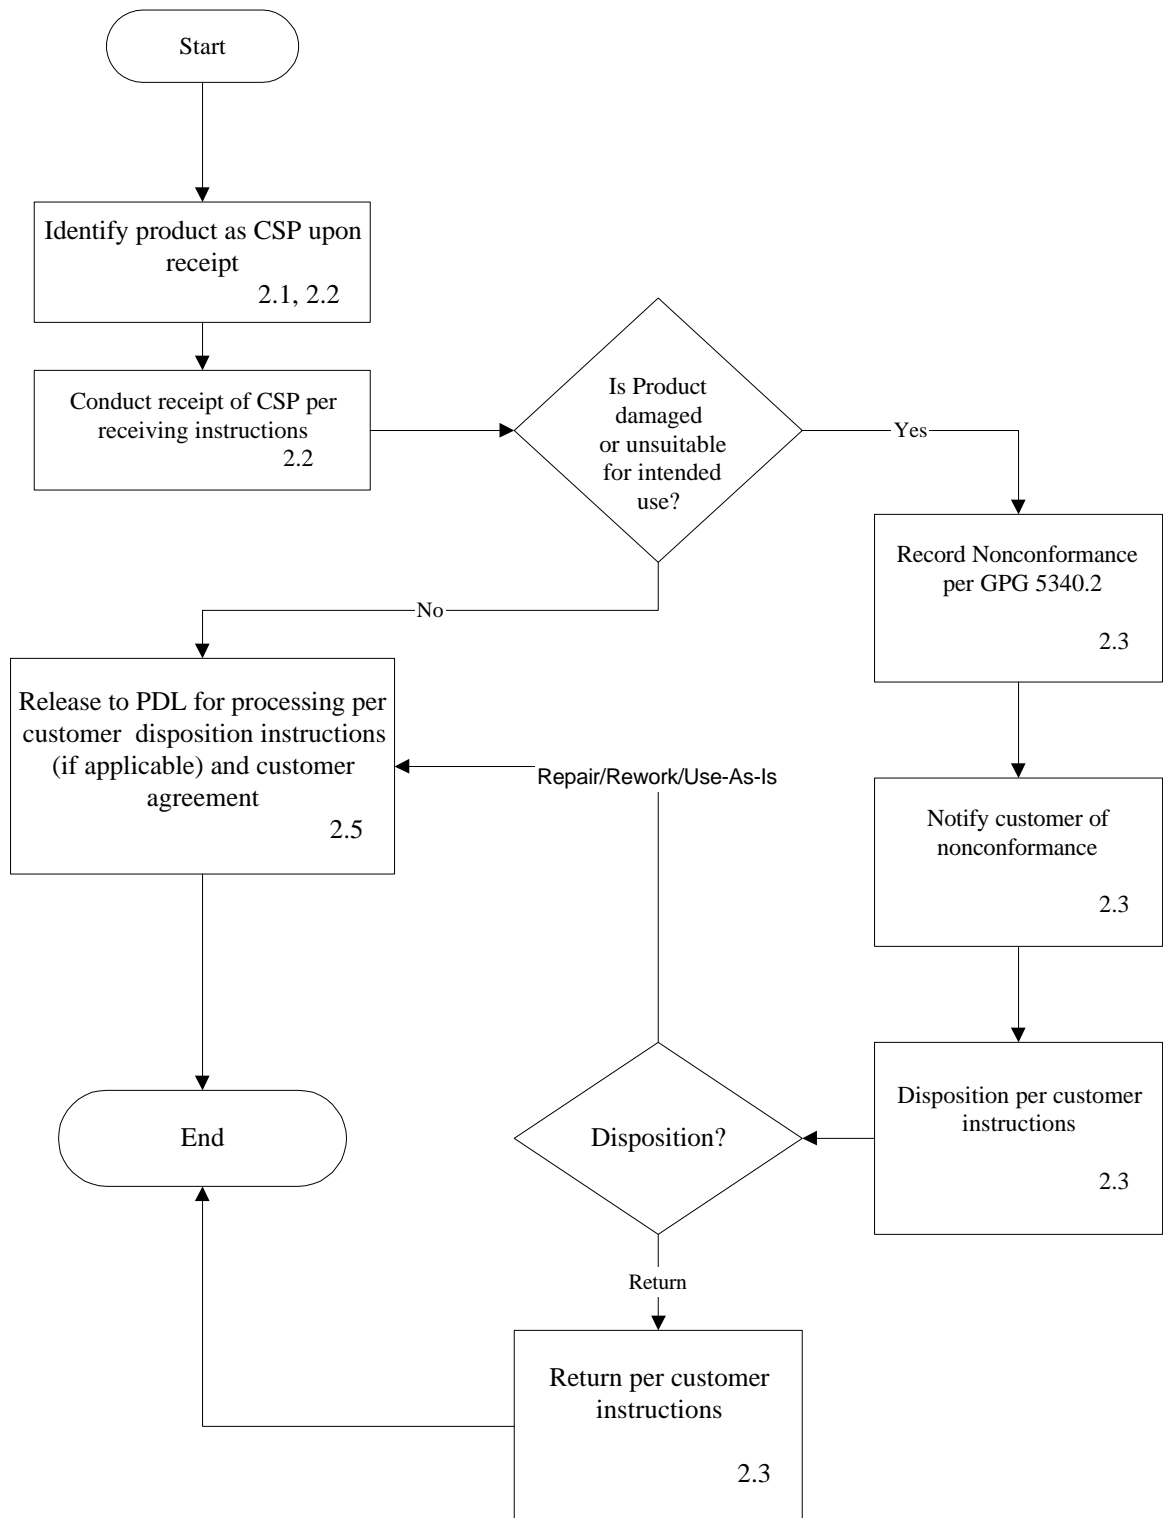 Start
Identify product as CSP upon
receipt
2.1, 2.2
Conduct receipt of CSP per
receiving instructions
2.2
Is Product
damaged
or unsuitable
for intended
use?
Yes
No
Record Nonconformance
per GPG 5340.2
2.3
Release to PDL for processing per
customer disposition instructions
(if applicable) and customer
agreement
2.5
Repair/Rework/Use-As-Is
Notify customer of
nonconformance
2.3
Disposition per customer
instructions
2.3
Disposition?
End
Return
Return per customer
instructions
2.3